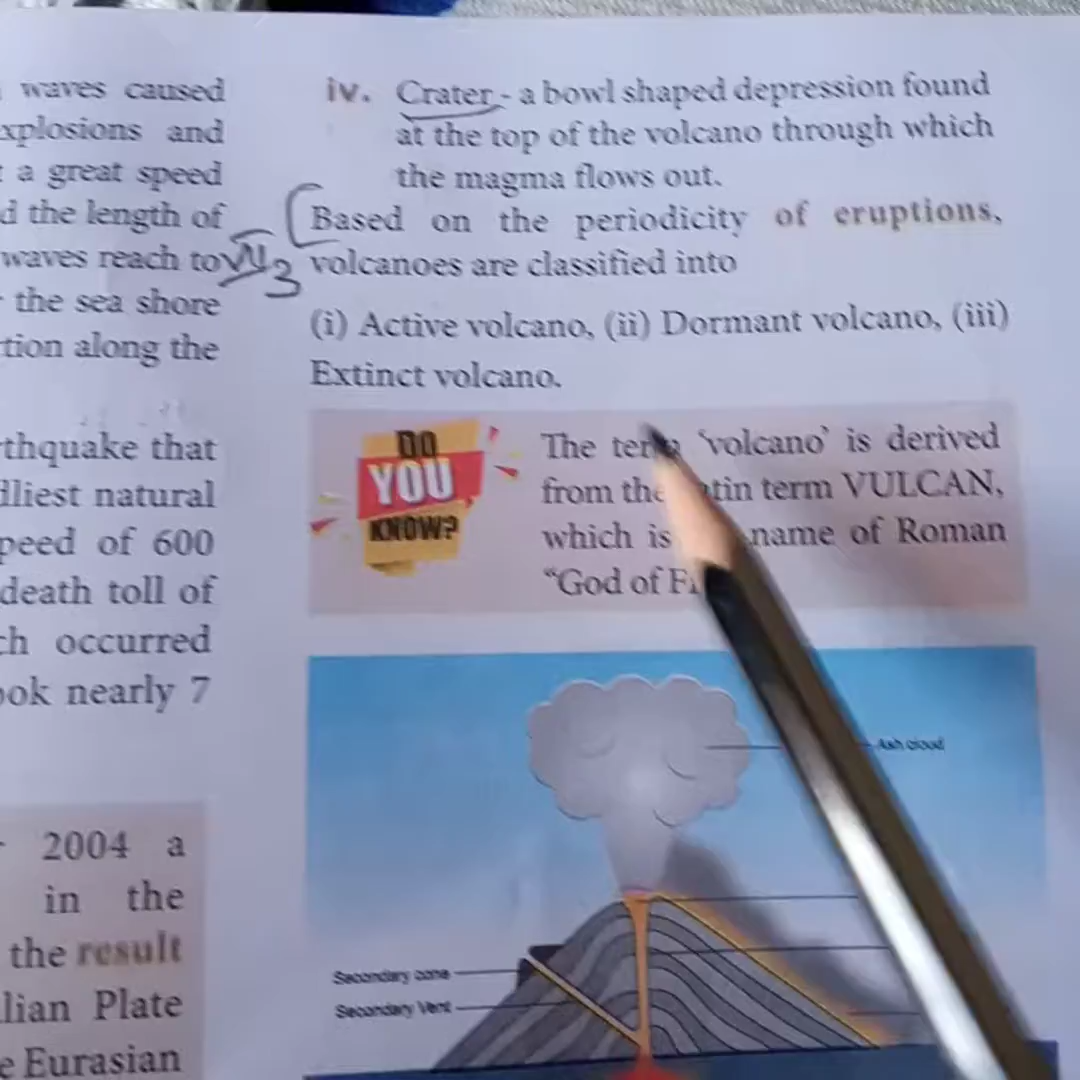 waves caused
xplosions and
a great speed
d the length of
waves reach to
the sea shore
tion along the
thquake that
lliest natural
peed of 600
death toll of
ch occurred
ook nearly 7
2004 a
in the
the result
lian Plate
e Eurasian
iv. Crater - a bowl shaped depression found
at the top of the volcano through which
the magma flows out.
Based on the periodicity of eruptions,
volcanoes are classified into
(i) Active volcano, (ii) Dormant volcano, (iii)
Extinct volcano.
DO
YOU
KNOW?
The term 'volcano' is derived
from the tin term VULCAN,
which is name of Roman
"God of
Ash cloud
Secondary cone
Secondary Vent